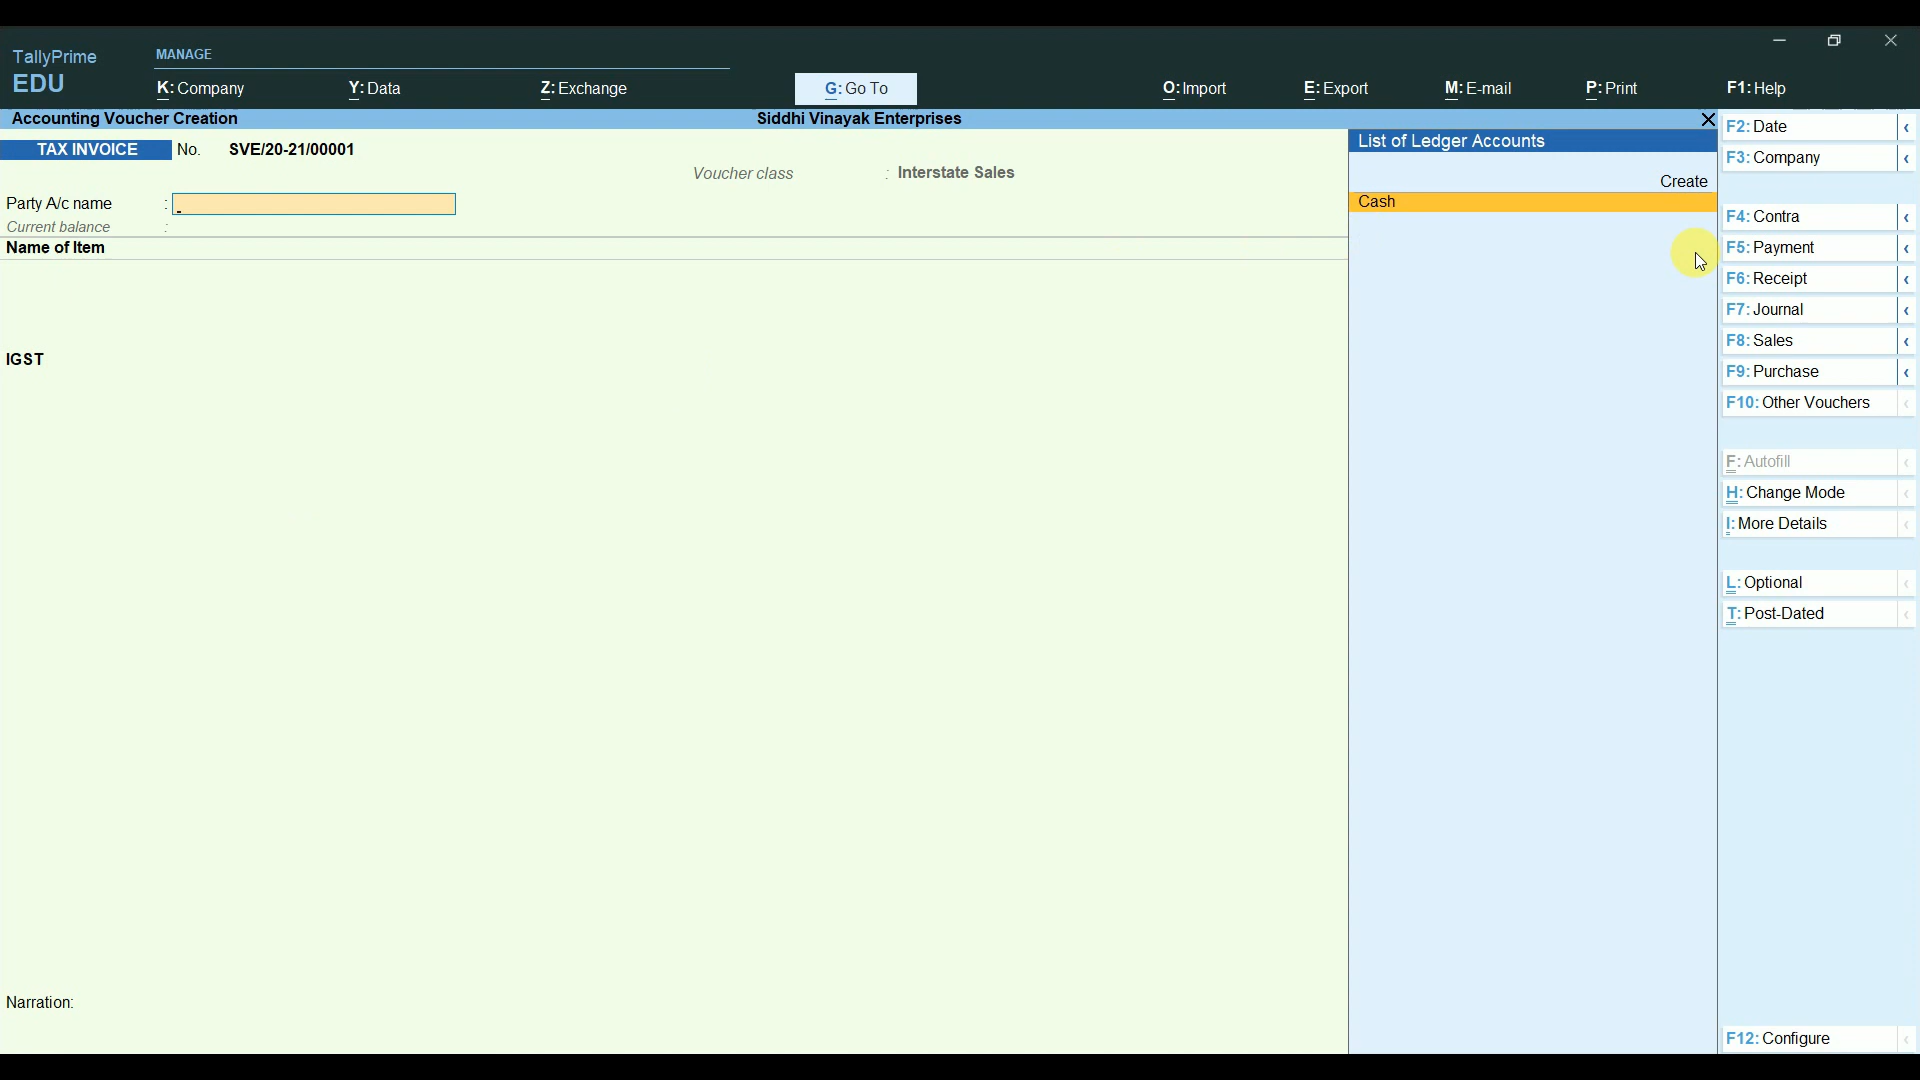 TallyPrime
EDU
MANAGE
K: Company
Y: Data
Z: Exchange
G: Go To
O: Import
E: Export
M: E-mail
P: Print
F1: Help
Accounting Voucher Creation
Siddhi Vinayak Enterprises
TAX INVOICE No. SVE/20-21/00001
Voucher class : Interstate Sales
Party A/c name :
Current balance :
Name of Item
IGST
Narration:
List of Ledger Accounts
Create
Cash
F2: Date
F3: Company
F4: Contra
F5: Payment
F6: Receipt
F7: Journal
F8: Sales
F9: Purchase
F10: Other Vouchers
F: Autofill
H: Change Mode
I: More Details
L: Optional
T: Post-Dated
F12: Configure